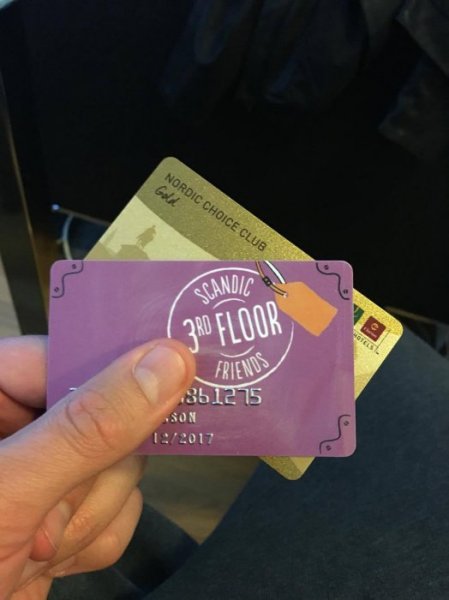 NORDIC CHOICE CLUB
Gold
SCANDIC
3RD FLOOR
FRIENDS
861275
SON
12/2017